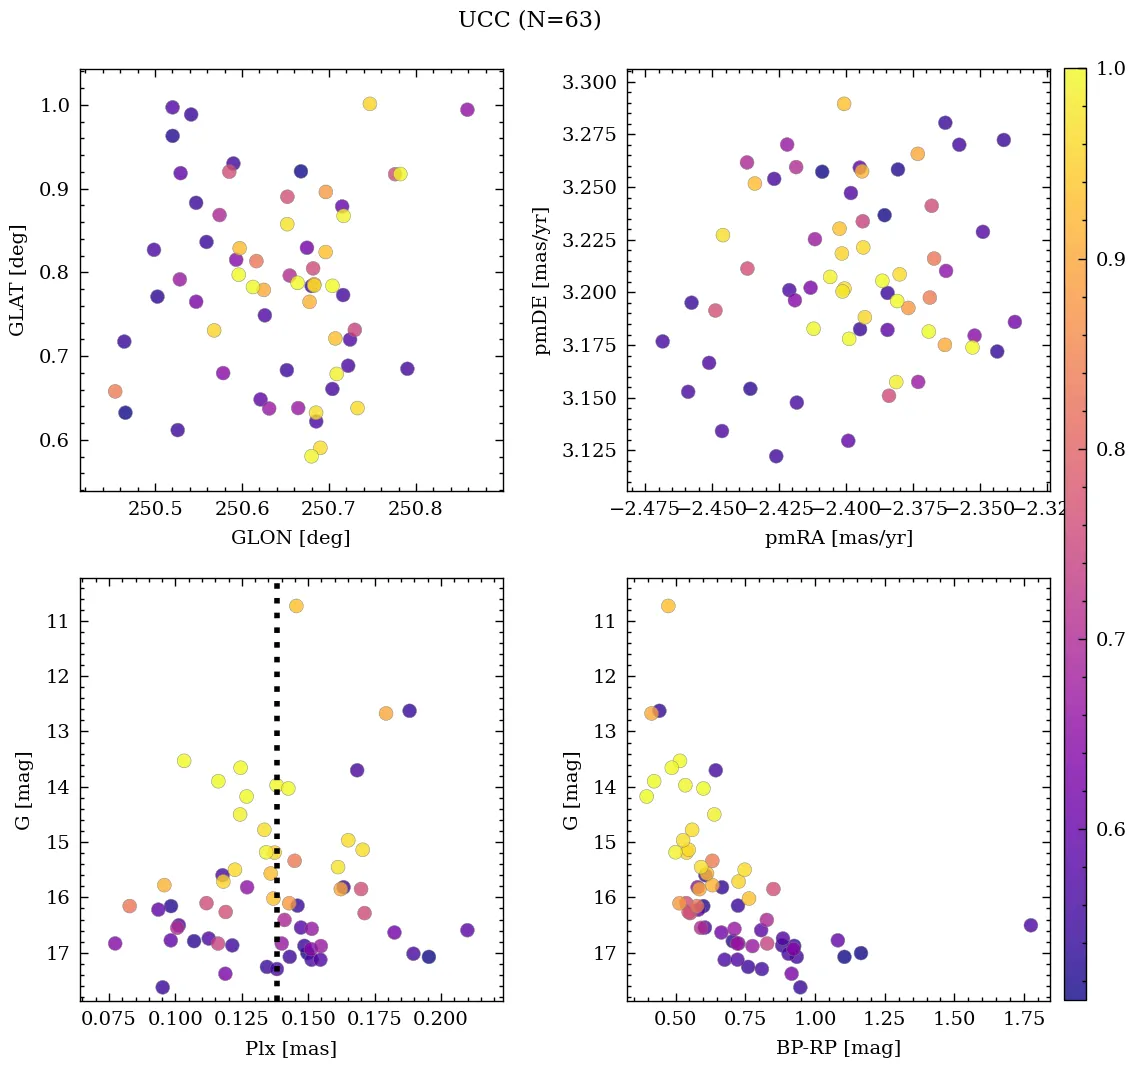 UCC (N=63)
1.0
0.9
0.8
0.7
0.6
GLAT [deg]
250.5 250.6 250.7 250.8
GLON [deg]
3.300
3.275
3.250
3.225
3.200
3.175
3.150
3.125
pmDE [mas/yr]
−2.475 −2.450 −2.425 −2.400 −2.375 −2.350 −2.32
pmRA [mas/yr]
1.0
0.9
0.8
0.7
0.6
11
12
13
14
15
16
17
G [mag]
0.075 0.100 0.125 0.150 0.175 0.200
Plx [mas]
11
12
13
14
15
16
17
G [mag]
0.50 0.75 1.00 1.25 1.50 1.75
BP-RP [mag]